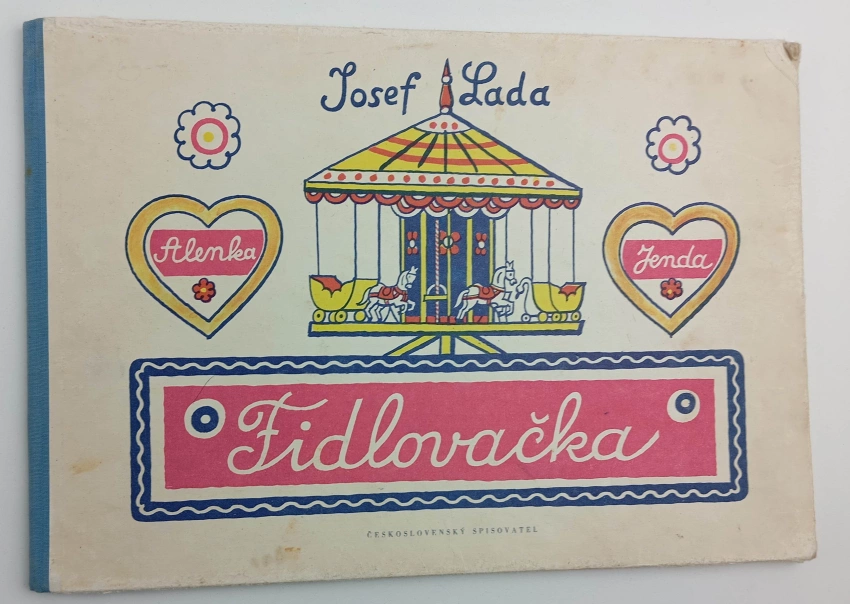 Josef Lada
Alenka
Jenda
Fidlovačka
ČESKOSLOVENSKÝ SPISOVATEL